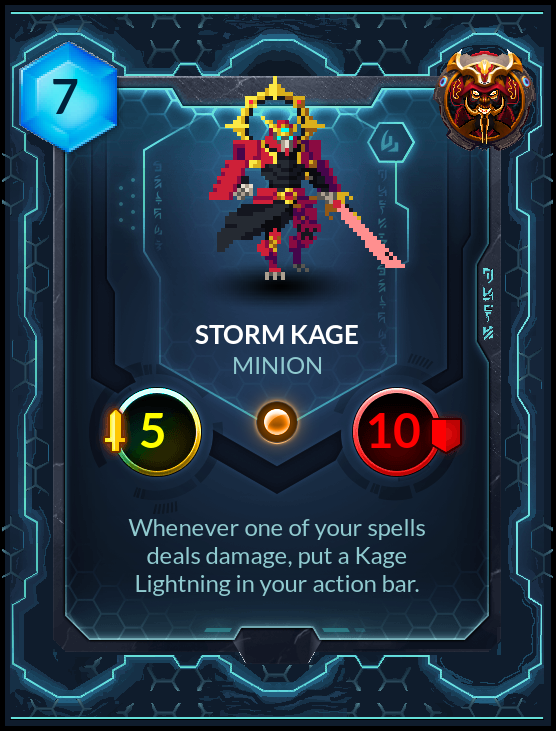 7
STORM KAGE
MINION
5
10
Whenever one of your spells
deals damage, put a Kage
Lightning in your action bar.